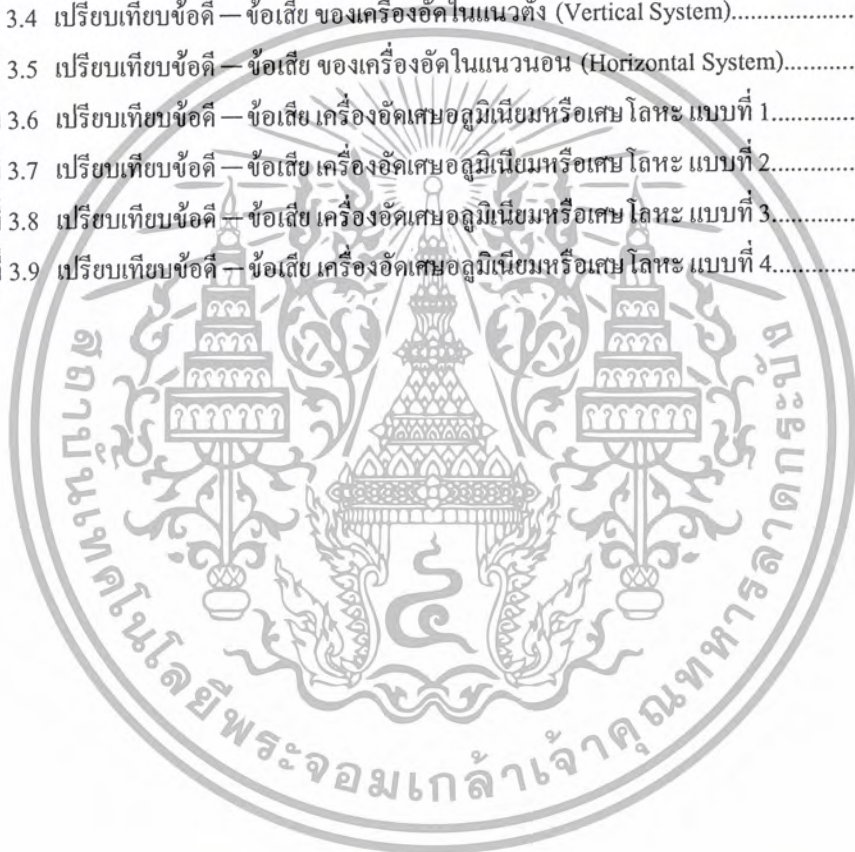 3.4 เปรียบเทียบข้อดี – ข้อเสีย ของเครื่องอัดในแนวตั้ง (Vertical System)....................
3.5 เปรียบเทียบข้อดี – ข้อเสีย ของเครื่องอัดในแนวนอน (Horizontal System)...........
3.6 เปรียบเทียบข้อดี – ข้อเสีย เครื่องอัดเศษอลูมิเนียมหรือเศษโลหะ แบบที่ 1............
3.7 เปรียบเทียบข้อดี – ข้อเสีย เครื่องอัดเศษอลูมิเนียมหรือเศษโลหะ แบบที่ 2............
3.8 เปรียบเทียบข้อดี – ข้อเสีย เครื่องอัดเศษอลูมิเนียมหรือเศษโลหะ แบบที่ 3............
3.9 เปรียบเทียบข้อดี – ข้อเสีย เครื่องอัดเศษอลูมิเนียมหรือเศษโลหะ แบบที่ 4............
สถาบันเทคโนโลยีพระจอมเกล้าเจ้าคุณทหารลาดกระบัง
๔